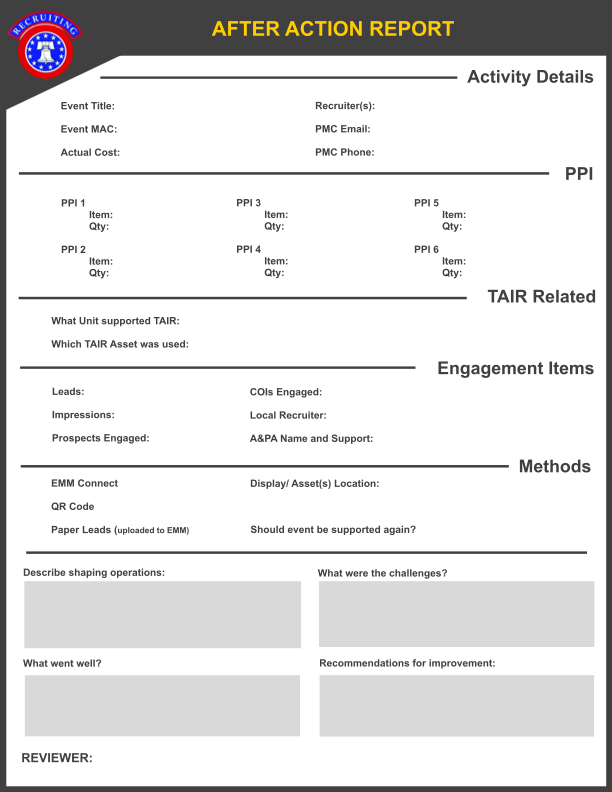 RECRUITING
AFTER ACTION REPORT
Activity Details
Event Title:
Recruiter(s):
Event MAC:
PMC Email:
Actual Cost:
PMC Phone:
PPI
PPI 1
Item:
Qty:
PPI 3
Item:
Qty:
PPI 5
Item:
Qty:
PPI 2
Item:
Qty:
PPI 4
Item:
Qty:
PPI 6
Item:
Qty:
TAIR Related
What Unit supported TAIR:
Which TAIR Asset was used:
Engagement Items
Leads:
COIs Engaged:
Impressions:
Local Recruiter:
Prospects Engaged:
A&PA Name and Support:
Methods
EMM Connect
Display/ Asset(s) Location:
QR Code
Paper Leads (uploaded to EMM)
Should event be supported again?
Describe shaping operations:
What were the challenges?
What went well?
Recommendations for improvement:
REVIEWER: